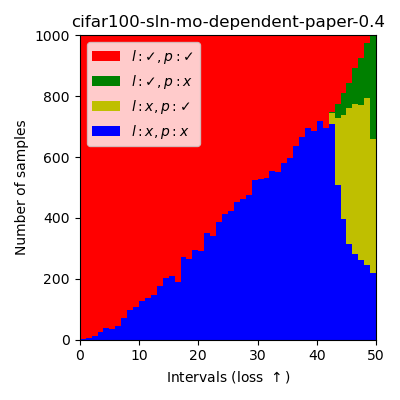 cifar100-sln-mo-dependent-paper-0.4
l:✓,p:✓
l:✓,p:x
l:x,p:✓
l:x,p:x
1000
800
600
400
200
0
Number of samples
0 10 20 30 40 50
Intervals (loss ↑)